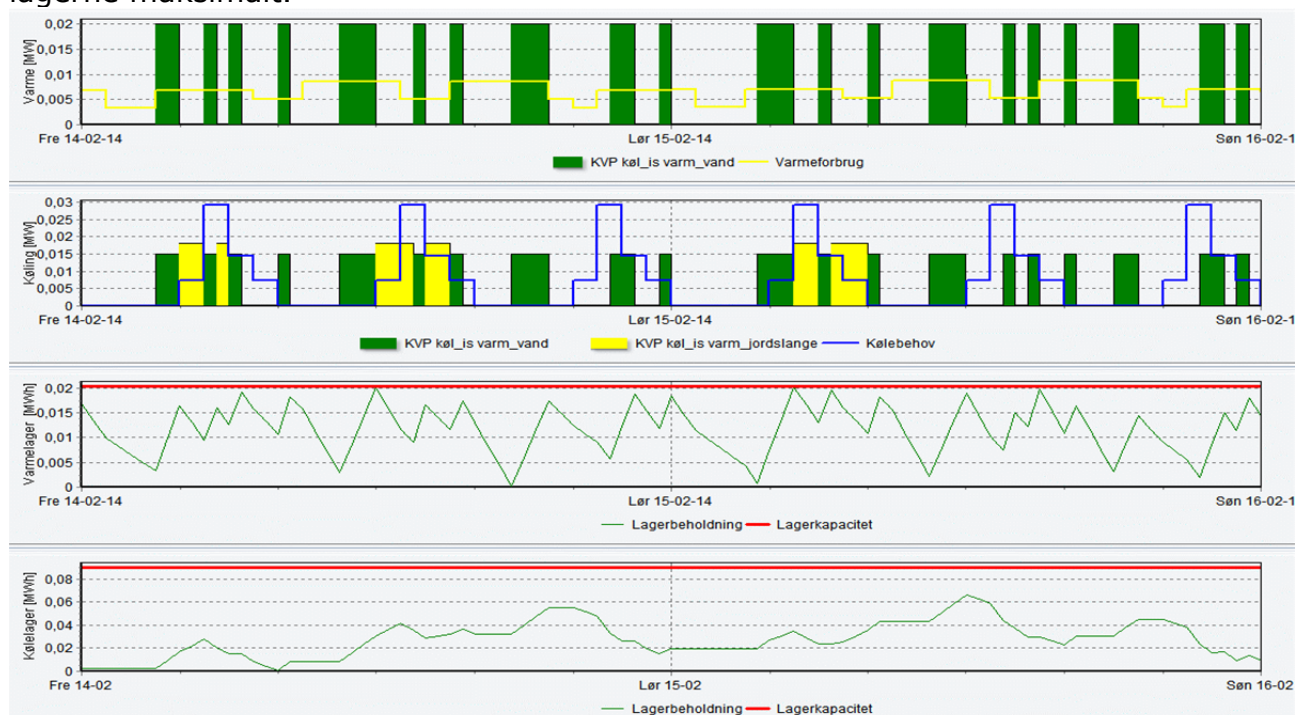 lagerne maksimalt.
Varme [MW]
0,02
0,015
0,01
0,005
0
Fre 14-02-14 Lør 15-02-14 Søn 16-02-1
KVP køl_is varm_vand Varmeforbrug
Køling [MW]
0,03
0,025
0,02
0,015
0,01
0,005
0
Fre 14-02-14 Lør 15-02-14 Søn 16-02-1
KVP køl_is varm_vand KVP køl_is varm_jordslange Kølebehov
Varmelager [MWh]
0,02
0,015
0,01
0,005
0
Fre 14-02-14 Lør 15-02-14 Søn 16-02-1
Lagerbeholdning Lagerkapacitet
Kølelager [MWh]
0,08
0,06
0,04
0,02
0
Fre 14-02 Lør 15-02 Søn 16-02
Lagerbeholdning Lagerkapacitet